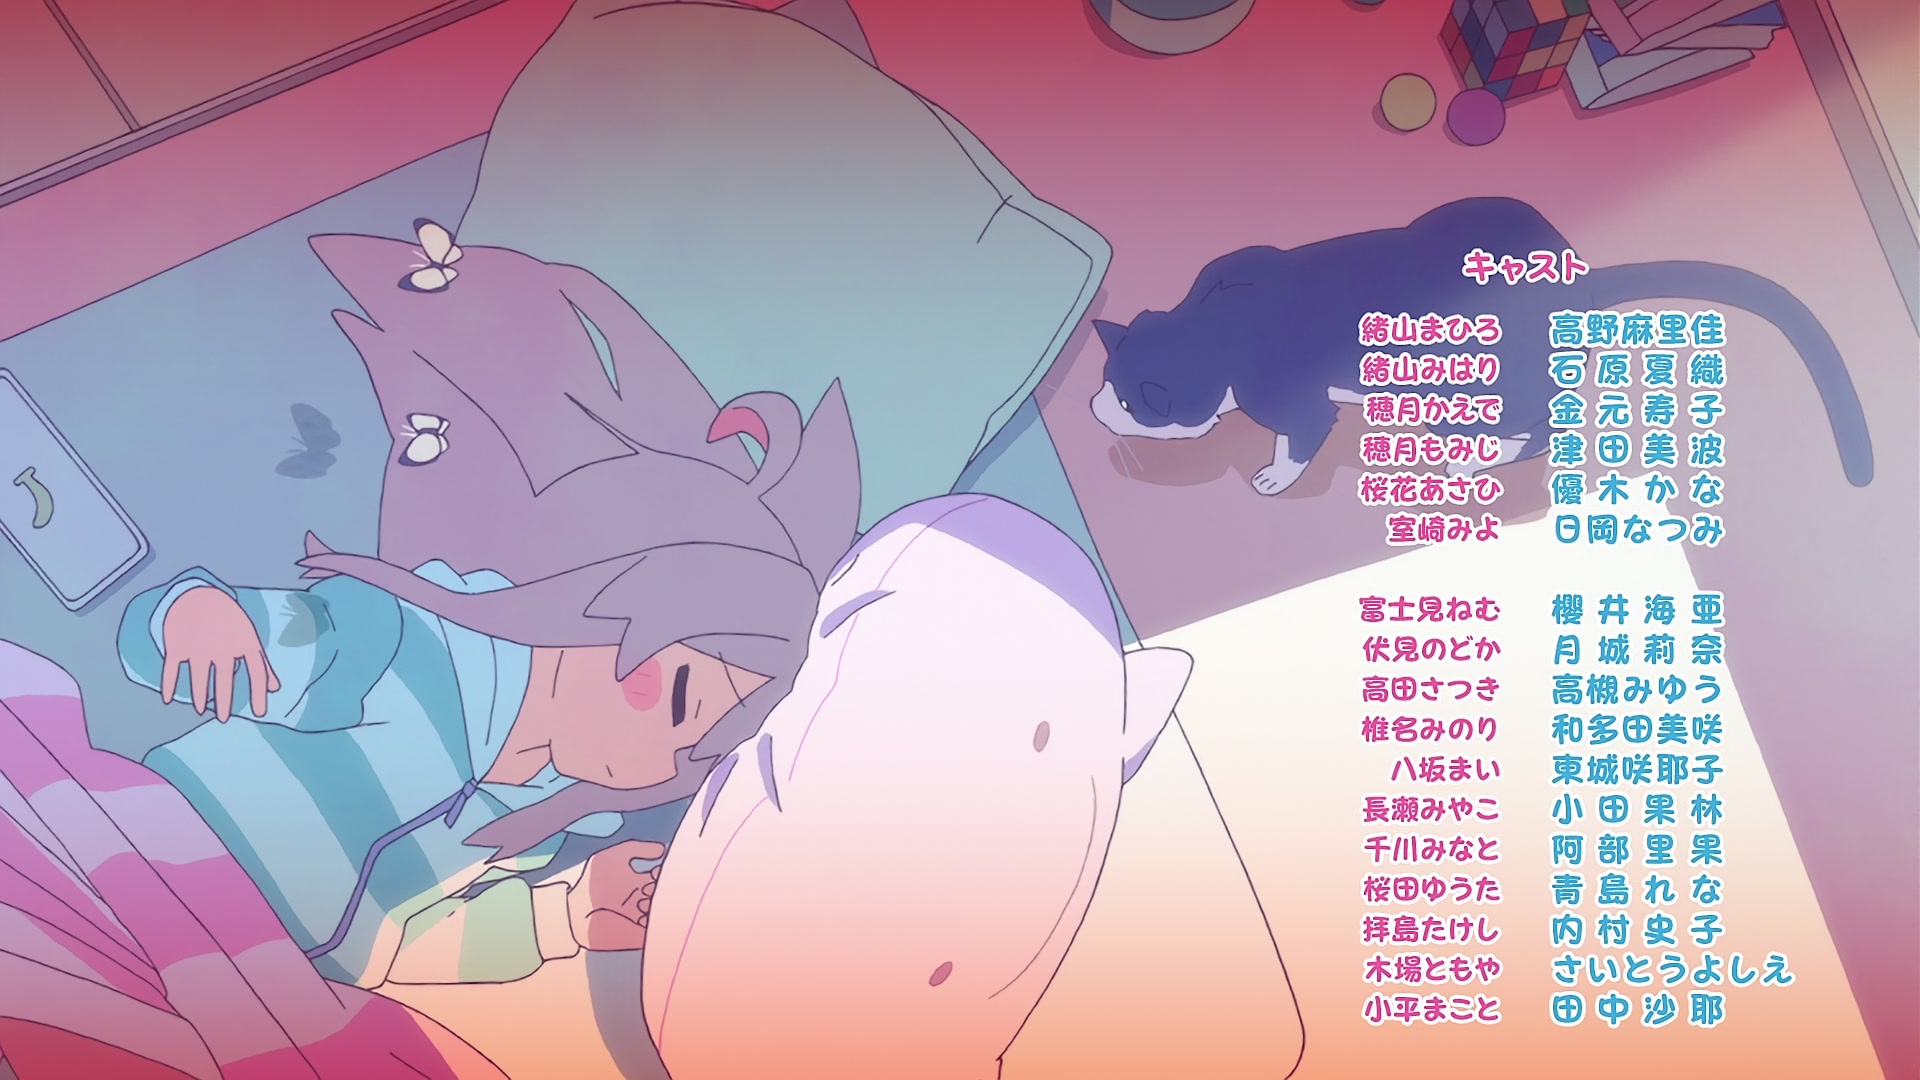 キャスト
緒山まひろ 高野麻里佳
緒山みはり 石原夏織
穂月かえで 金元寿子
穂月もみじ 津田美波
桜花あさひ 優木かな
室崎みよ 日岡なつみ
富士見ねむ 櫻井海亜
伏見のどか 月城莉奈
高田さつき 高槻みゆう
椎名みのり 和多田美咲
八坂まい 東城咲耶子
長瀬みやこ 小田果林
千川みなと 阿部里果
桜田ゆうた 青島れな
拝島たけし 内村史子
木場ともや さいとうよしえ
小平まこと 田中沙耶